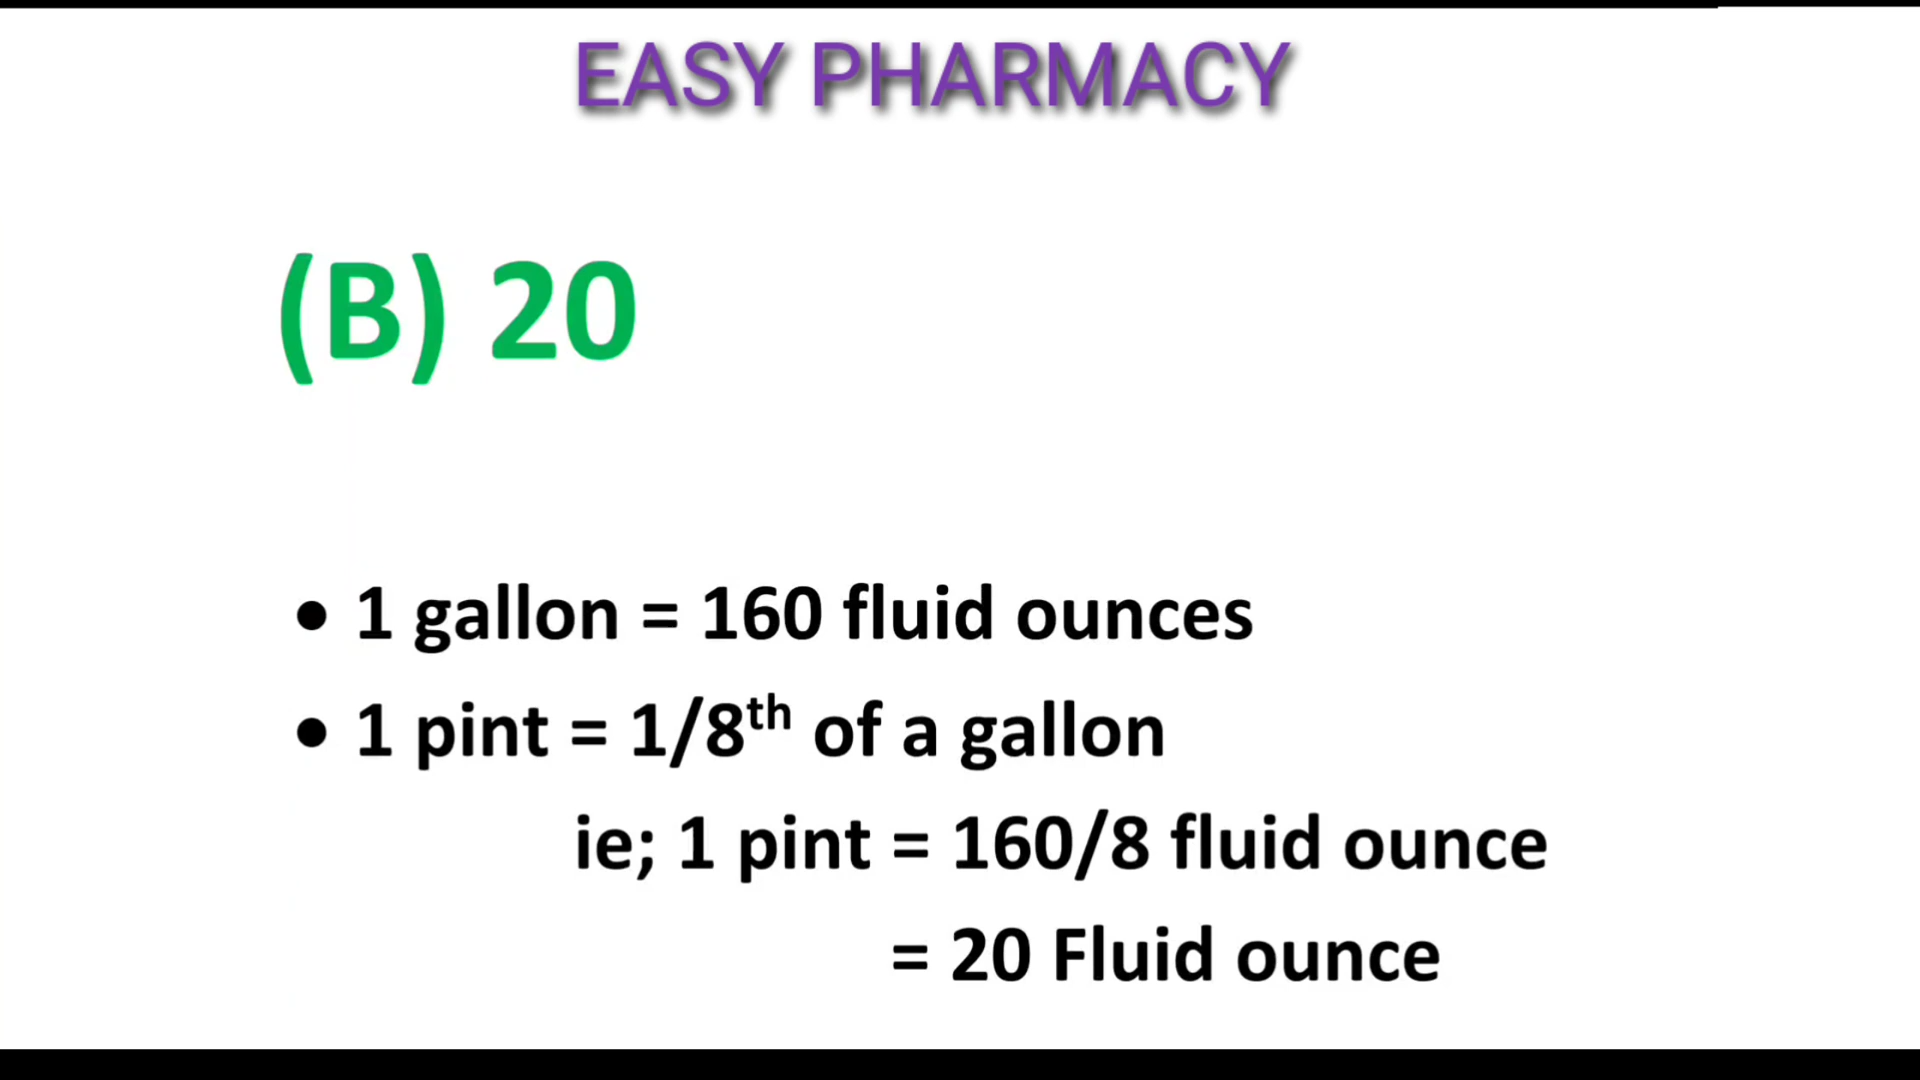 EASY PHARMACY
(B) 20
• 1 gallon = 160 fluid ounces
• 1 pint = 1/8th of a gallon
ie; 1 pint = 160/8 fluid ounce
= 20 Fluid ounce